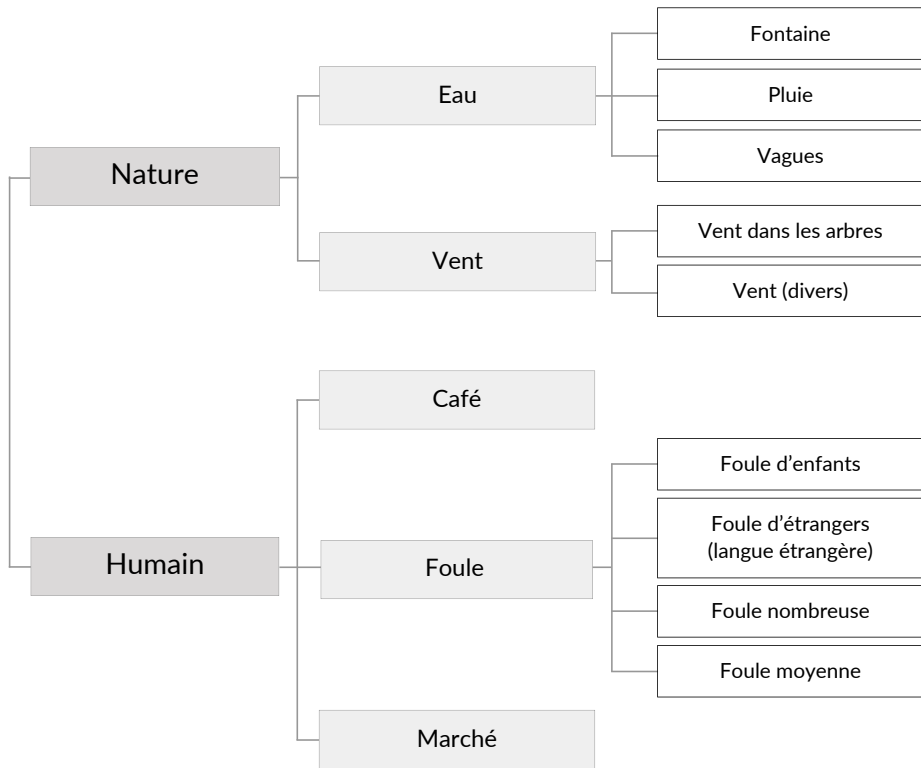 Nature
Eau
Fontaine
Pluie
Vagues
Vent
Vent dans les arbres
Vent (divers)
Humain
Café
Foule
Foule d’enfants
Foule d’étrangers
(langue étrangère)
Foule nombreuse
Foule moyenne
Marché